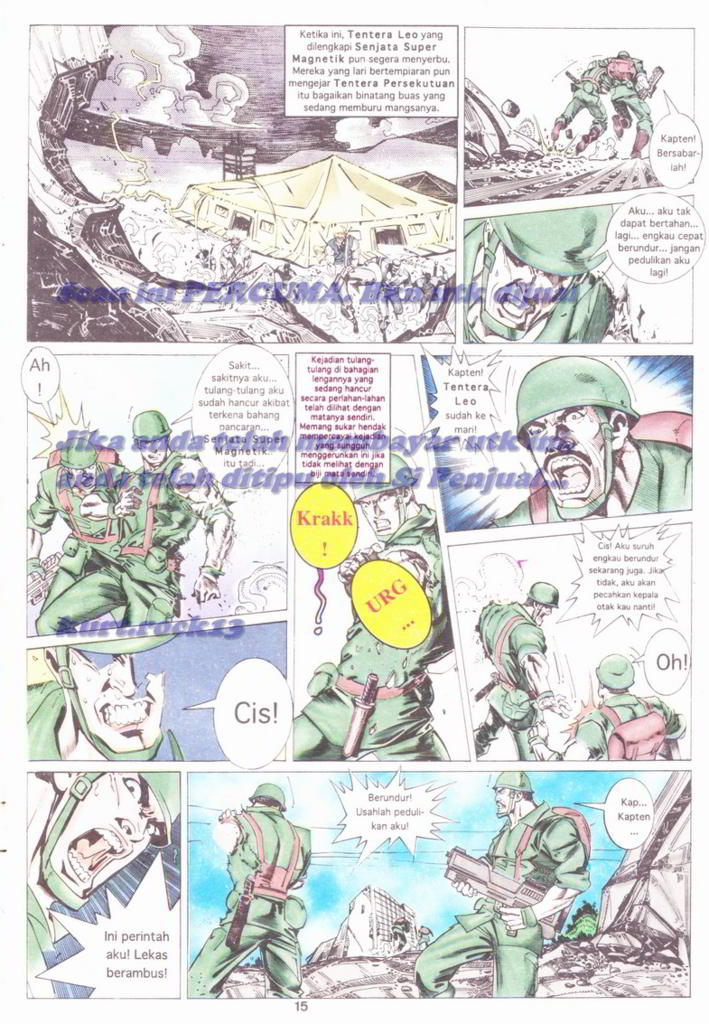 Ketika ini, Tentera Leo yang
dilengkapi Senjata Super
Magnetik pun segera menyerbu.
Mereka yang lari bertempiaran pun
mengejar Tentera Persekutuan
itu bagaikan binatang buas yang
sedang memburu mangsanya.
Kapten!
Bersabar-
lah!
Aku... aku tak
dapat bertahan...
lagi... engkau cepat
berundur... jangan
pedulikan aku
lagi!
Scan ini PERCUMA. Bkn utk dijual
Ah
!
Sakit...
sakitnya aku...
tulang-tulang aku
sudah hancur akibat
terkena bahang
pancaran...
Senjata Super
Magnetik
itu tadi...
Kejadian tulang-
tulang di bahagian
lengannya yang
sedang hancur
secara perlahan-lahan
telah dilihat dengan
matanya sendiri.
Memang sukar hendak
mempercayai kejadian
yang sungguh
menggerunkan ini jika
tidak melihat dengan
biji mata sendiri.
Kapten!
Tentera
Leo
sudah ke
mari!
Jika anda bayar utk ini,
anda telah ditipu Si Penjual...
Krakk
!
URG
...
Cis! Aku suruh
engkau berundur
sekarang juga. Jika
tidak, aku akan
pecahkan kepala
otak kau nanti!
Oh!
kurt.rock13
Cis!
Ini perintah
aku! Lekas
berambus!
Berundur!
Usahlah peduli-
kan aku!
Kap...
Kapten
...
15